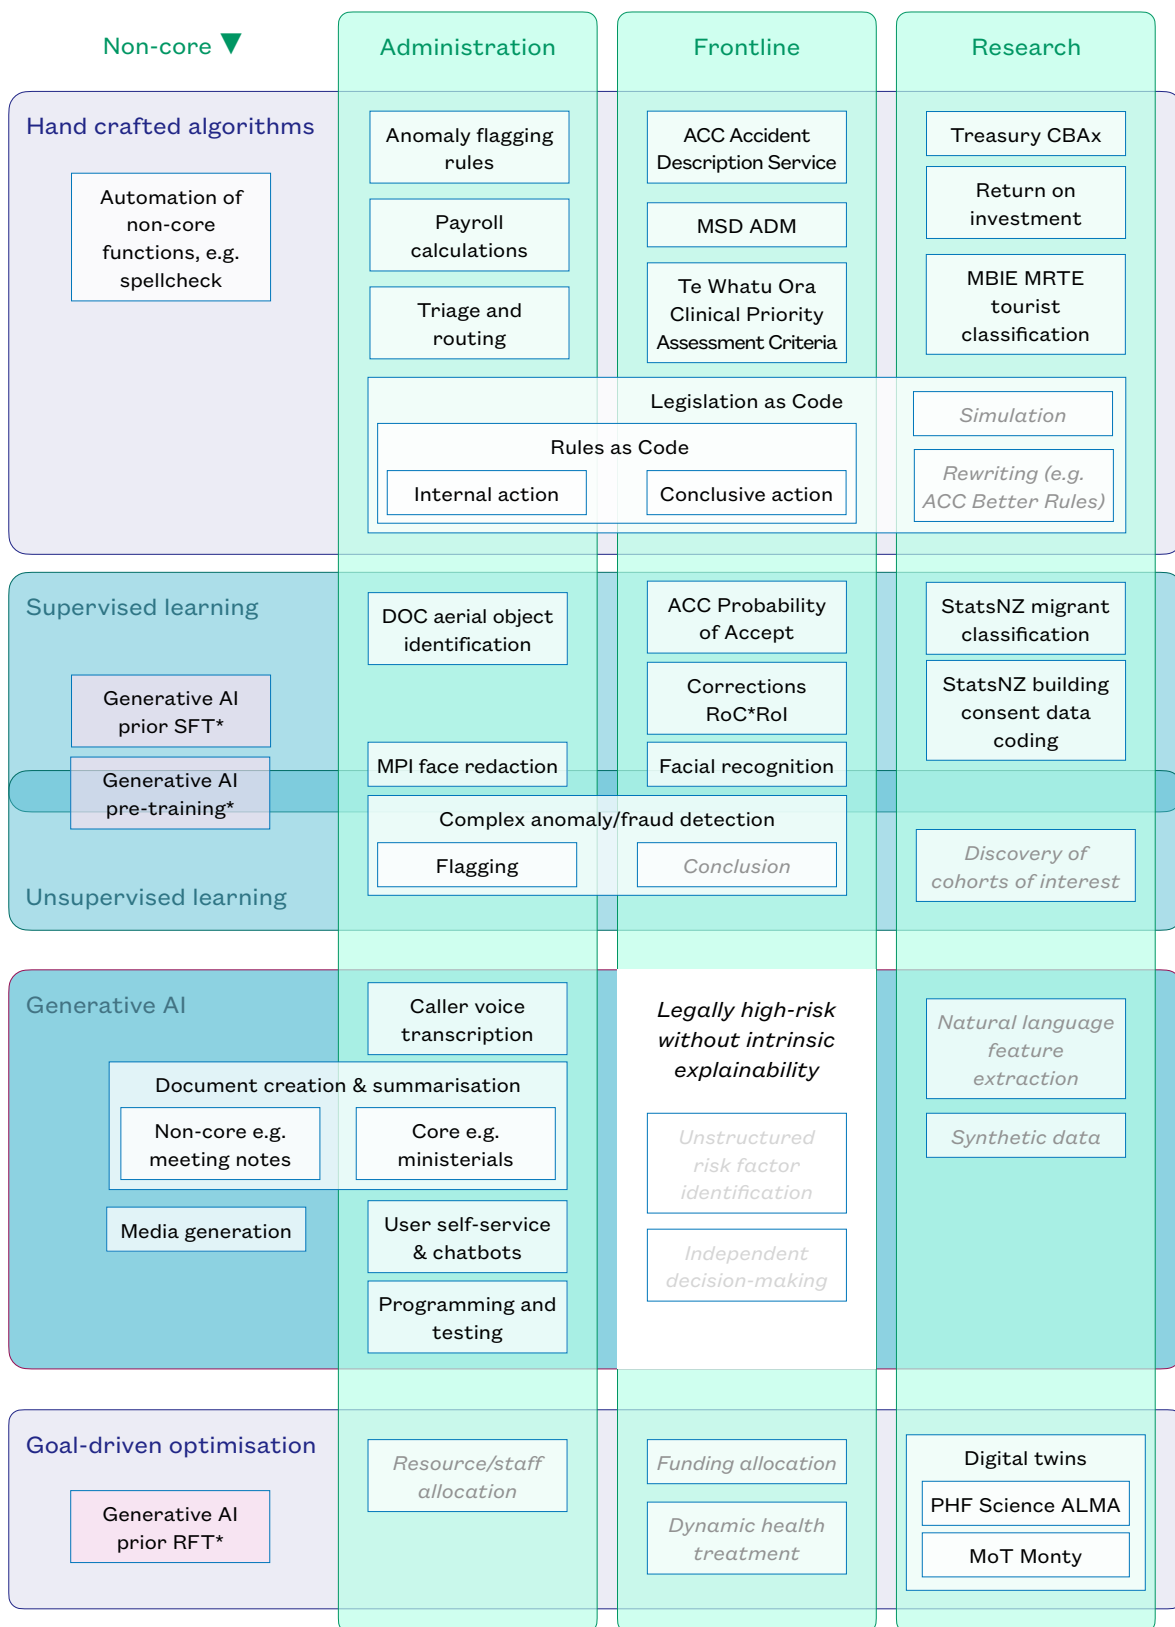 Non-core ▼
Administration
Frontline
Research
Hand crafted algorithms
Automation of
non-core
functions, e.g.
spellcheck
Anomaly flagging
rules
Payroll
calculations
Triage and
routing
ACC Accident
Description Service
MSD ADM
Te Whatu Ora
Clinical Priority
Assessment Criteria
Treasury CBAx
Return on
investment
MBIE MRTE
tourist
classification
Legislation as Code
Rules as Code
Internal action
Conclusive action
Simulation
Rewriting (e.g.
ACC Better Rules)
Supervised learning
Generative AI
prior SFT*
Generative AI
pre-training*
DOC aerial object
identification
MPI face redaction
ACC Probability
of Accept
Corrections
RoC*RoI
Facial recognition
StatsNZ migrant
classification
StatsNZ building
consent data
coding
Complex anomaly/fraud detection
Flagging
Conclusion
Discovery of
cohorts of interest
Unsupervised learning
Generative AI
Caller voice
transcription
Document creation & summarisation
Non-core e.g.
meeting notes
Core e.g.
ministerials
Media generation
User self-service
& chatbots
Programming and
testing
Legally high-risk
without intrinsic
explainability
Unstructured
risk factor
identification
Independent
decision-making
Natural language
feature
extraction
Synthetic data
Goal-driven optimisation
Generative AI
prior RFT*
Resource/staff
allocation
Funding allocation
Dynamic health
treatment
Digital twins
PHF Science ALMA
MoT Monty